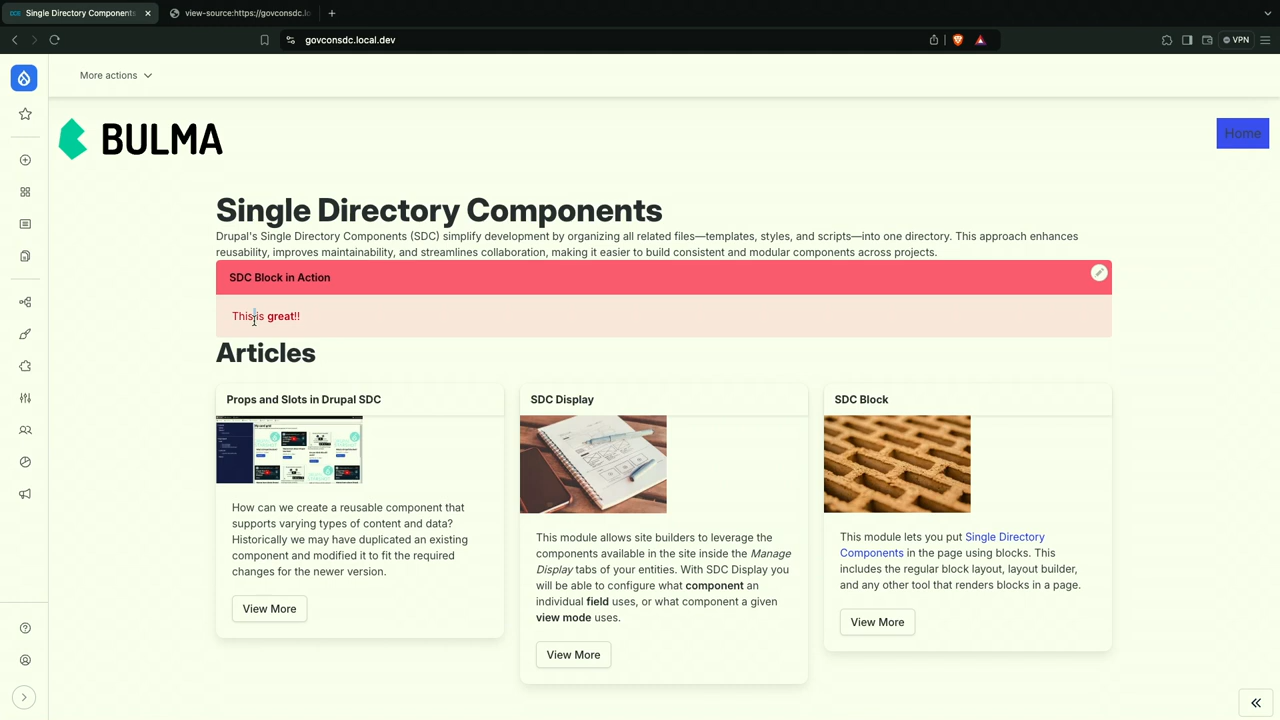 Single Directory Components
view-source:https://govconsdc.lo
govconsdc.local.dev
VPN
More actions
BULMA
Home
Single Directory Components
Drupal's Single Directory Components (SDC) simplify development by organizing all related files—templates, styles, and scripts—into one directory. This approach enhances
reusability, improves maintainability, and streamlines collaboration, making it easier to build consistent and modular components across projects.
SDC Block in Action
This is great!!
Articles
Props and Slots in Drupal SDC
How can we create a reusable component that
supports varying types of content and data?
Historically we may have duplicated an existing
component and modified it to fit the required
changes for the newer version.
View More
SDC Display
This module allows site builders to leverage the
components available in the site inside the Manage
Display tabs of your entities. With SDC Display you
will be able to configure what component an
individual field uses, or what component a given
view mode uses.
View More
SDC Block
This module lets you put Single Directory
Components in the page using blocks. This
includes the regular block layout, layout builder,
and any other tool that renders blocks in a page.
View More